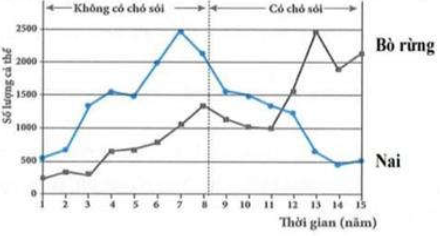 Không có chó sói
Có chó sói
Số lượng cá thể
2500
2000
1500
1000
500
0
Bò rừng
Nai
1 2 3 4 5 6 7 8 9 10 11 12 13 14 15
Thời gian (năm)